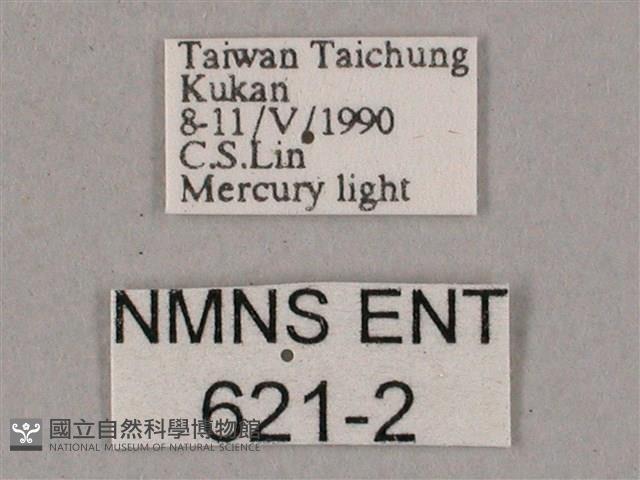 Taiwan Taichung
Kukan
8-11/V/1990
C.S.Lin
Mercury light
NMNS ENT
621-2
國立自然科學博物館
NATIONAL MUSEUM OF NATURAL SCIENCE